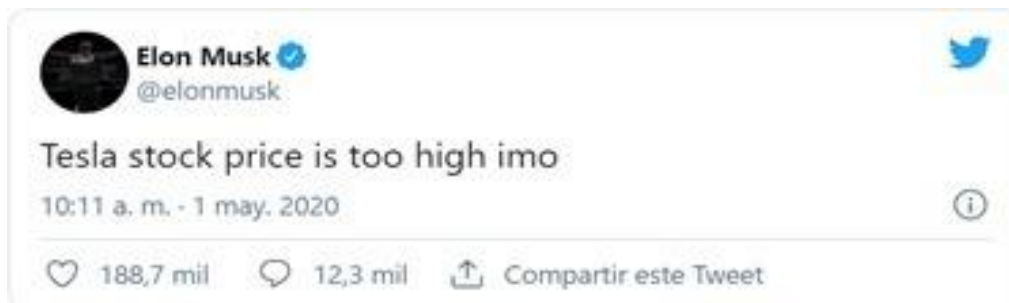 Elon Musk
@elonmusk
Tesla stock price is too high imo
10:11 a. m. · 1 may. 2020
188,7 mil 12,3 mil Compartir este Tweet